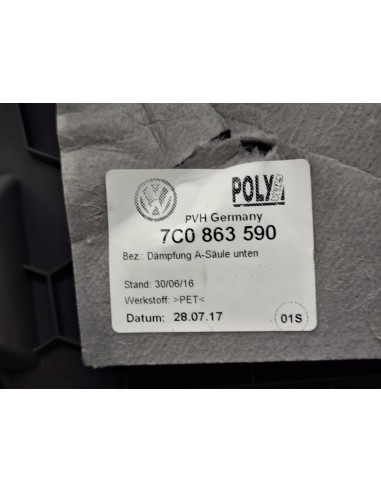 POLY
PVH Germany
7C0 863 590
Bez.: Dämpfung A-Säule unten
Stand: 30/06/16
Werkstoff: >PET<
Datum: 28.07.17
01S